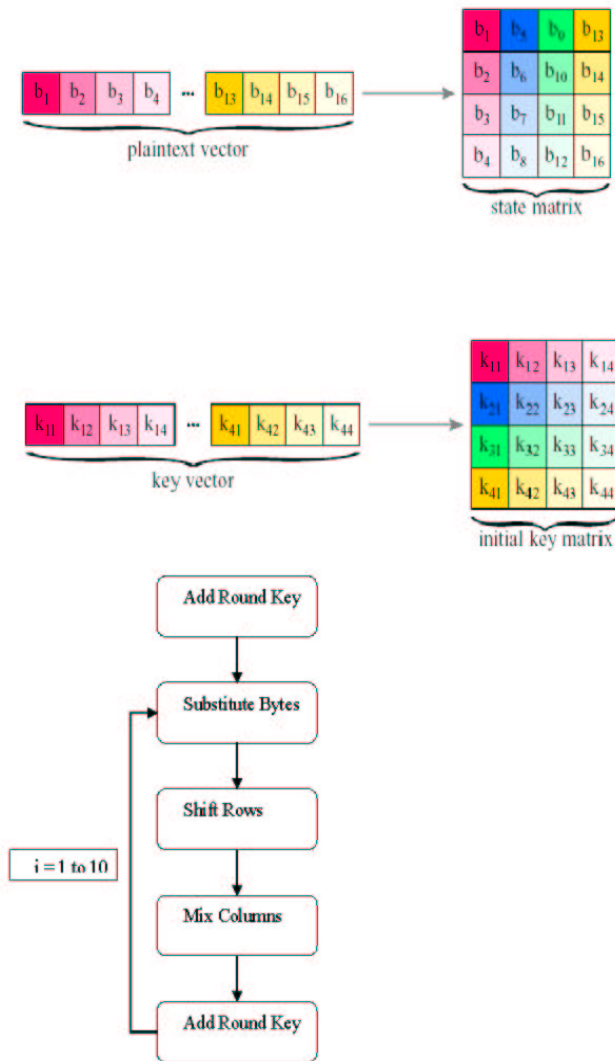 b₁ b₂ b₃ b₄ ... b₁₃ b₁₄ b₁₅ b₁₆
plaintext vector
b₁ b₅ b₉ b₁₃
b₂ b₆ b₁₀ b₁₄
b₃ b₇ b₁₁ b₁₅
b₄ b₈ b₁₂ b₁₆
state matrix
k₁₁ k₁₂ k₁₃ k₁₄ ... k₄₁ k₄₂ k₄₃ k₄₄
key vector
k₁₁ k₁₂ k₁₃ k₁₄
k₂₁ k₂₂ k₂₃ k₂₄
k₃₁ k₃₂ k₃₃ k₃₄
k₄₁ k₄₂ k₄₃ k₄₄
initial key matrix
Add Round Key
Substitute Bytes
Shift Rows
i = 1 to 10
Mix Columns
Add Round Key